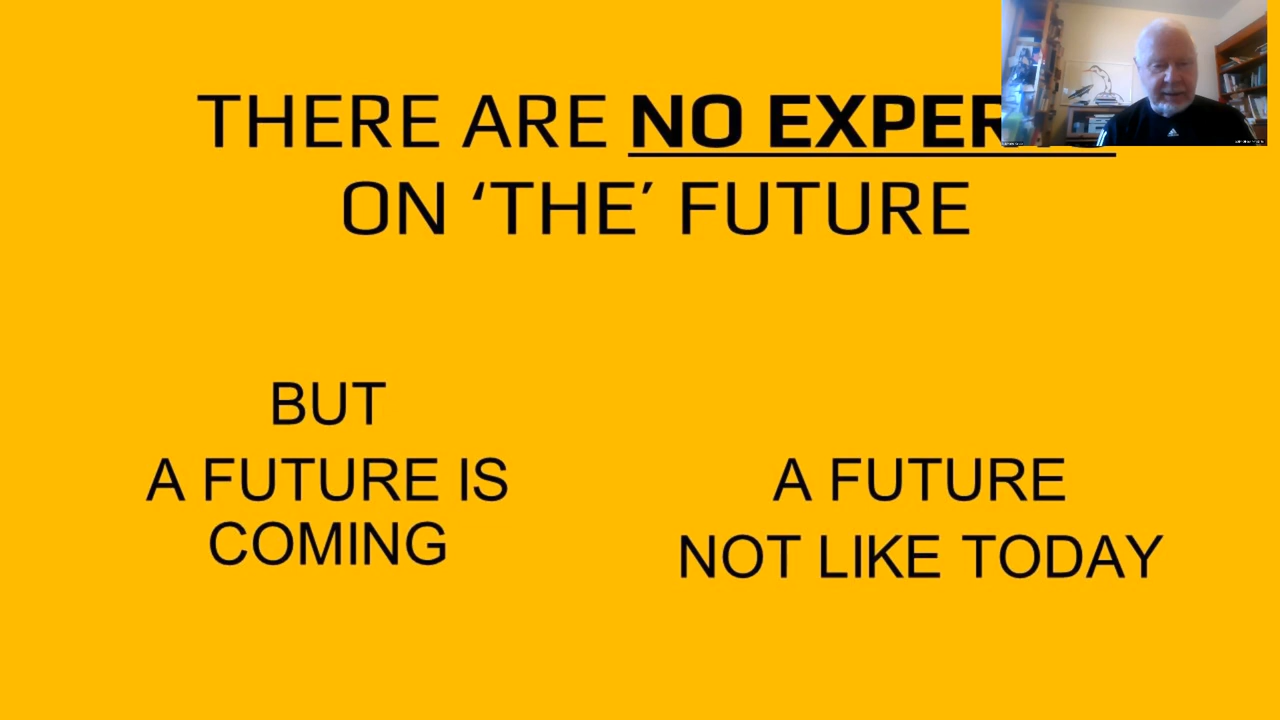 THERE ARE NO EXPER
ON ‘THE’ FUTURE
BUT
A FUTURE IS
COMING
A FUTURE
NOT LIKE TODAY